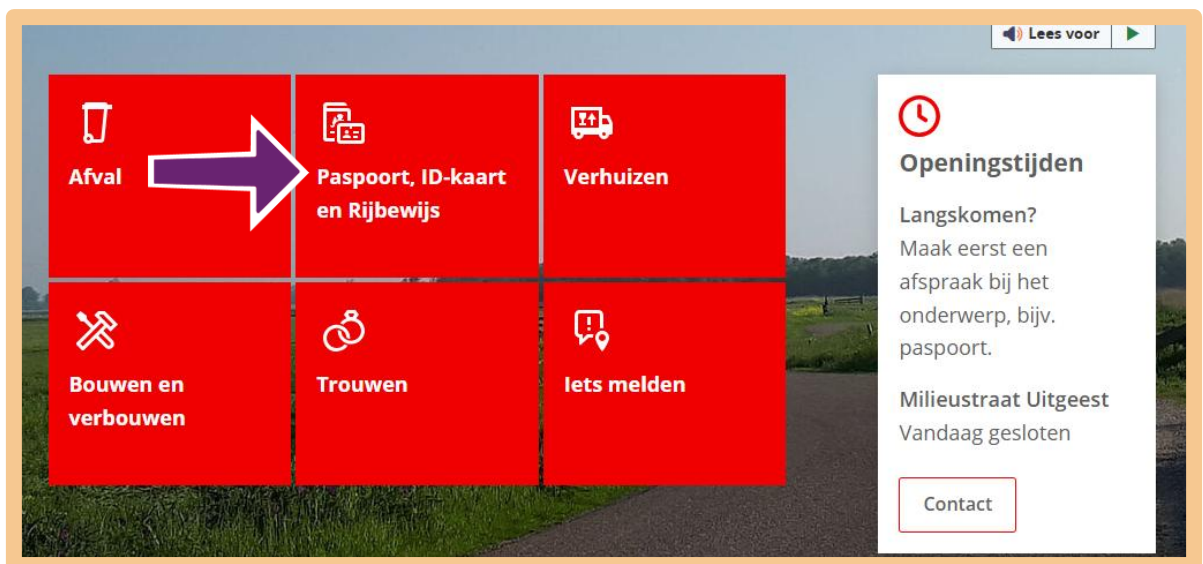 Lees voor
Afval
Paspoort, ID-kaart
en Rijbewijs
Verhuizen
Bouwen en
verbouwen
Trouwen
Iets melden
Openingstijden
Langskomen?
Maak eerst een
afspraak bij het
onderwerp, bijv.
paspoort.
Milieustraat Uitgeest
Vandaag gesloten
Contact